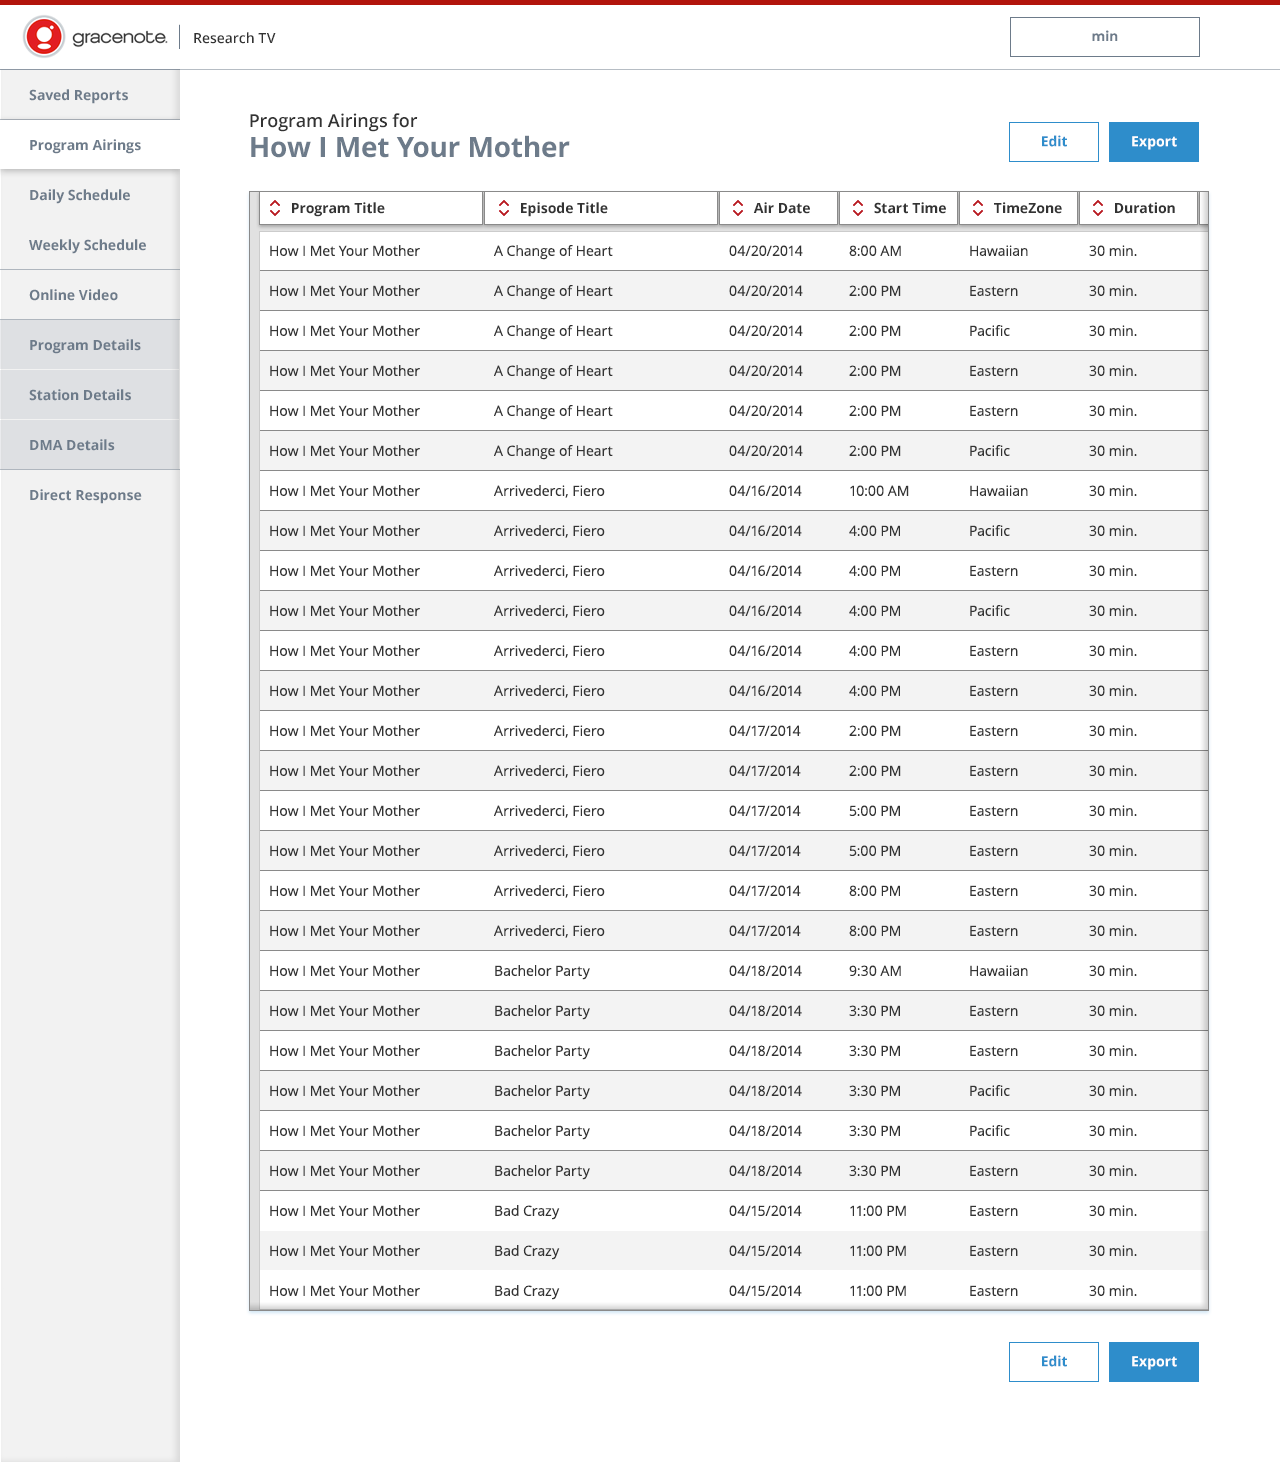 gracenote. Research TV
min
Saved Reports
Program Airings
Daily Schedule
Weekly Schedule
Online Video
Program Details
Station Details
DMA Details
Direct Response
Program Airings for
How I Met Your Mother
Edit Export
Program Title Episode Title Air Date Start Time TimeZone Duration
How I Met Your Mother A Change of Heart 04/20/2014 8:00 AM Hawaiian 30 min.
How I Met Your Mother A Change of Heart 04/20/2014 2:00 PM Eastern 30 min.
How I Met Your Mother A Change of Heart 04/20/2014 2:00 PM Pacific 30 min.
How I Met Your Mother A Change of Heart 04/20/2014 2:00 PM Eastern 30 min.
How I Met Your Mother A Change of Heart 04/20/2014 2:00 PM Eastern 30 min.
How I Met Your Mother A Change of Heart 04/20/2014 2:00 PM Pacific 30 min.
How I Met Your Mother Arrivederci, Fiero 04/16/2014 10:00 AM Hawaiian 30 min.
How I Met Your Mother Arrivederci, Fiero 04/16/2014 4:00 PM Pacific 30 min.
How I Met Your Mother Arrivederci, Fiero 04/16/2014 4:00 PM Eastern 30 min.
How I Met Your Mother Arrivederci, Fiero 04/16/2014 4:00 PM Pacific 30 min.
How I Met Your Mother Arrivederci, Fiero 04/16/2014 4:00 PM Eastern 30 min.
How I Met Your Mother Arrivederci, Fiero 04/16/2014 4:00 PM Eastern 30 min.
How I Met Your Mother Arrivederci, Fiero 04/17/2014 2:00 PM Eastern 30 min.
How I Met Your Mother Arrivederci, Fiero 04/17/2014 2:00 PM Eastern 30 min.
How I Met Your Mother Arrivederci, Fiero 04/17/2014 5:00 PM Eastern 30 min.
How I Met Your Mother Arrivederci, Fiero 04/17/2014 5:00 PM Eastern 30 min.
How I Met Your Mother Arrivederci, Fiero 04/17/2014 8:00 PM Eastern 30 min.
How I Met Your Mother Arrivederci, Fiero 04/17/2014 8:00 PM Eastern 30 min.
How I Met Your Mother Bachelor Party 04/18/2014 9:30 AM Hawaiian 30 min.
How I Met Your Mother Bachelor Party 04/18/2014 3:30 PM Eastern 30 min.
How I Met Your Mother Bachelor Party 04/18/2014 3:30 PM Eastern 30 min.
How I Met Your Mother Bachelor Party 04/18/2014 3:30 PM Pacific 30 min.
How I Met Your Mother Bachelor Party 04/18/2014 3:30 PM Pacific 30 min.
How I Met Your Mother Bachelor Party 04/18/2014 3:30 PM Eastern 30 min.
How I Met Your Mother Bad Crazy 04/15/2014 11:00 PM Eastern 30 min.
How I Met Your Mother Bad Crazy 04/15/2014 11:00 PM Eastern 30 min.
How I Met Your Mother Bad Crazy 04/15/2014 11:00 PM Eastern 30 min.
Edit Export